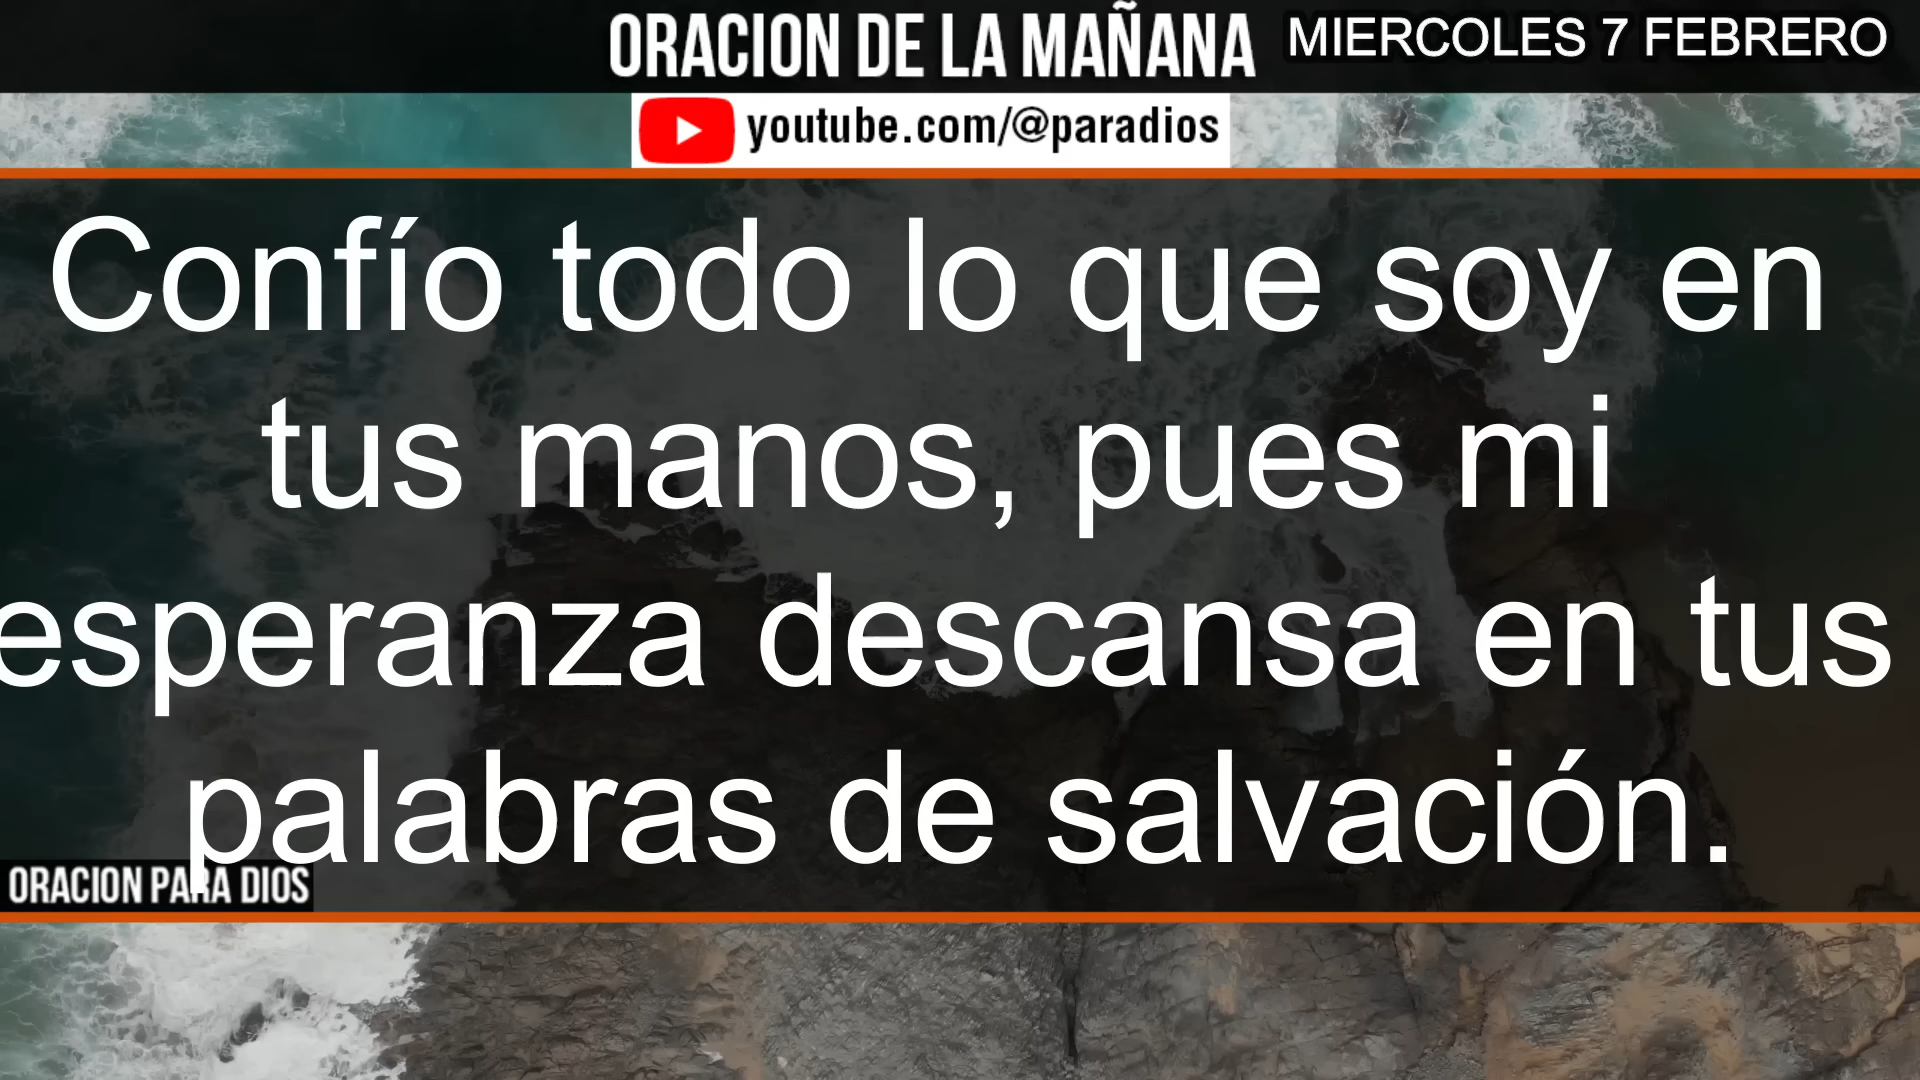 ORACION DE LA MAÑANA MIERCOLES 7 FEBRERO
youtube.com/@paradios
Confío todo lo que soy en
tus manos, pues mi
esperanza descansa en tus
palabras de salvación.
ORACION PARA DIOS